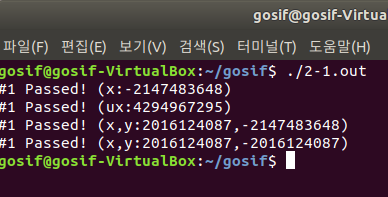 gosif@gosif-Virtua
파일(F) 편집(E) 보기(V) 검색(S) 터미널(T) 도움말(H)
gosif@gosif-VirtualBox:~/gosif$ ./2-1.out
#1 Passed! (x:-2147483648)
#1 Passed! (ux:4294967295)
#1 Passed! (x,y:2016124087,-2147483648)
#1 Passed! (x,y:2016124087,-2016124087)
gosif@gosif-VirtualBox:~/gosif$